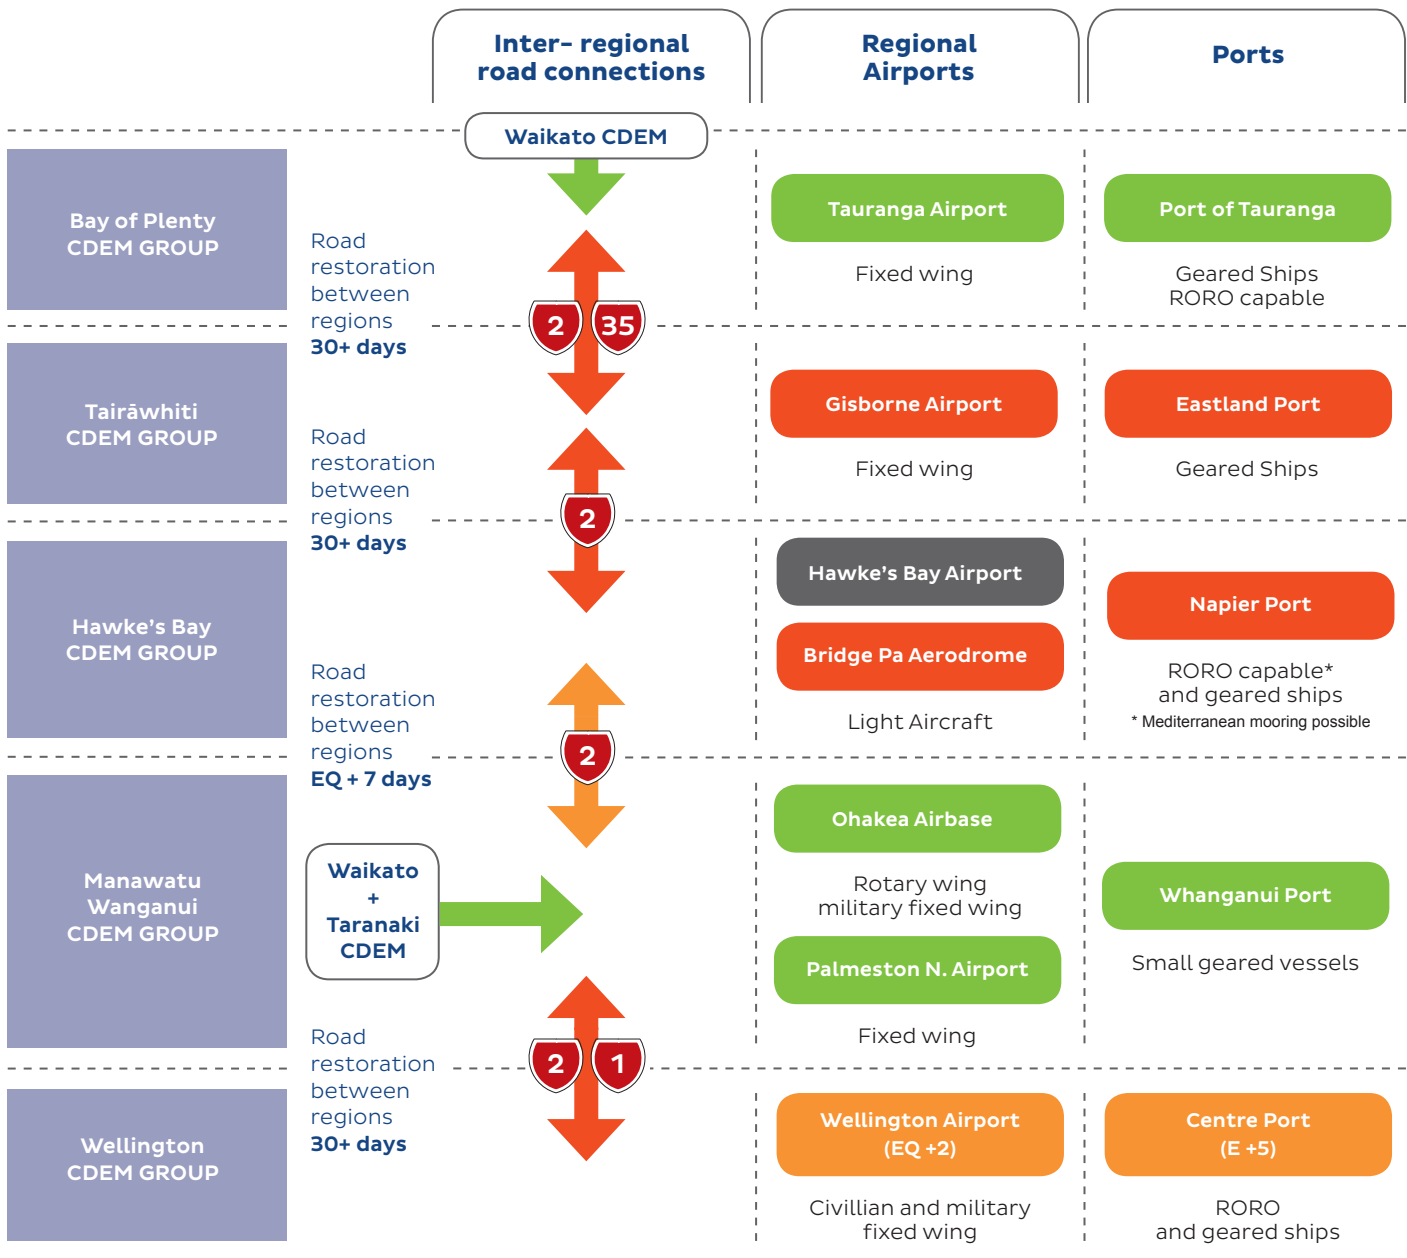 Inter- regional
road connections
Regional
Airports
Ports
Waikato CDEM
Bay of Plenty
CDEM GROUP
Road
restoration
between
regions
30+ days
2
35
Tauranga Airport
Fixed wing
Port of Tauranga
Geared Ships
RORO capable
Tairāwhiti
CDEM GROUP
Road
restoration
between
regions
30+ days
2
Gisborne Airport
Fixed wing
Eastland Port
Geared Ships
Hawke's Bay
CDEM GROUP
Road
restoration
between
regions
EQ + 7 days
2
Hawke's Bay Airport
Bridge Pa Aerodrome
Light Aircraft
Napier Port
RORO capable*
and geared ships
* Mediterranean mooring possible
Manawatu
Wanganui
CDEM GROUP
Waikato
+
Taranaki
CDEM
Ohakea Airbase
Rotary wing
military fixed wing
Palmeston N. Airport
Fixed wing
Whanganui Port
Small geared vessels
Road
restoration
between
regions
30+ days
2
1
Wellington
CDEM GROUP
Wellington Airport
(EQ +2)
Civillian and military
fixed wing
Centre Port
(E +5)
RORO
and geared ships